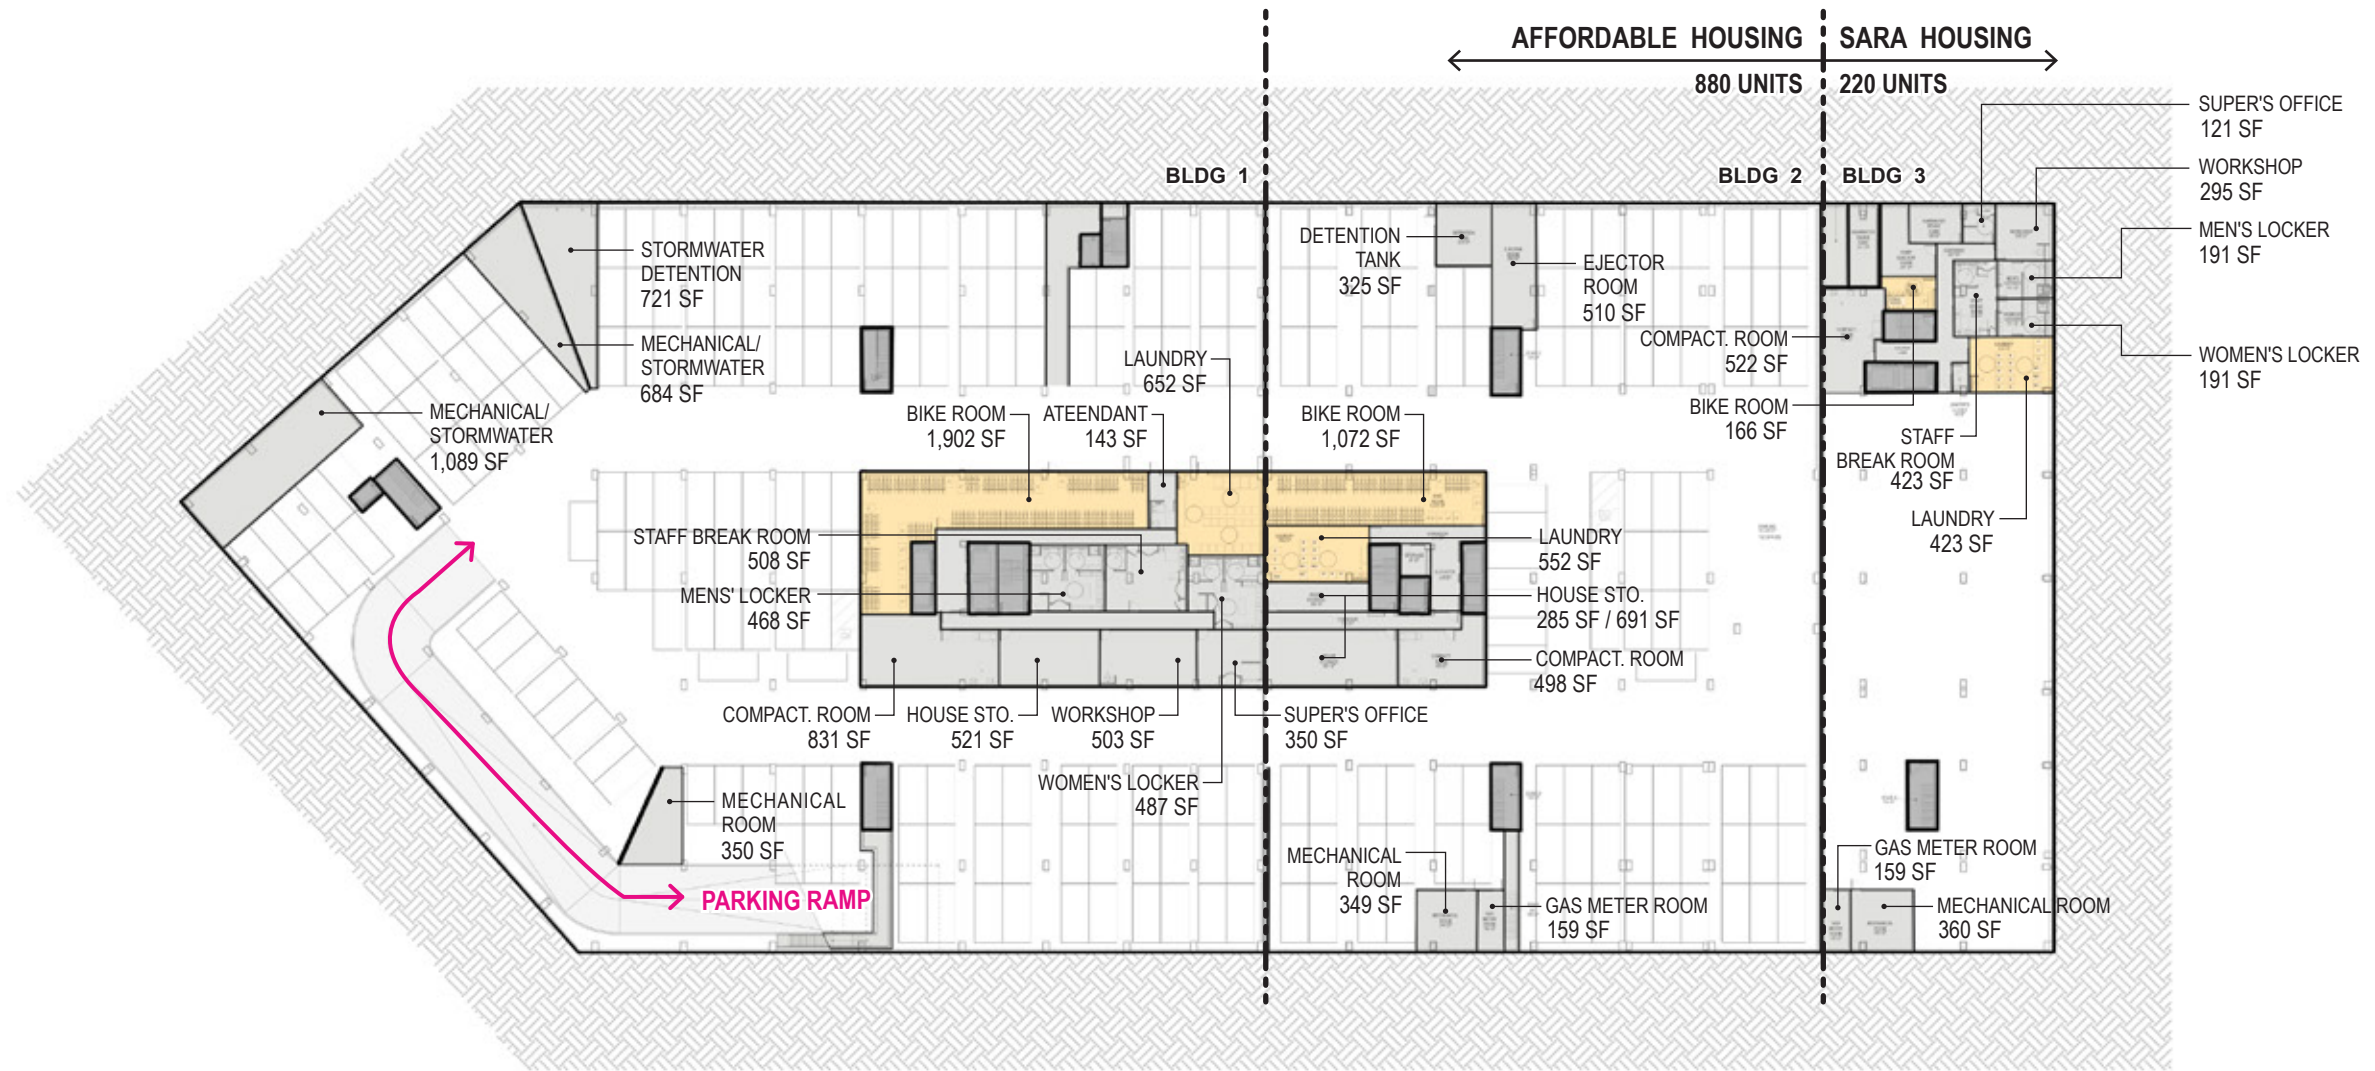 AFFORDABLE HOUSING
SARA HOUSING
880 UNITS
220 UNITS
SUPER'S OFFICE
121 SF
WORKSHOP
295 SF
MEN'S LOCKER
191 SF
WOMEN'S LOCKER
191 SF
BLDG 1
BLDG 2
BLDG 3
STORMWATER
DETENTION
721 SF
MECHANICAL/
STORMWATER
684 SF
MECHANICAL/
STORMWATER
1,089 SF
DETENTION
TANK
325 SF
EJECTOR
ROOM
510 SF
COMPACT. ROOM
522 SF
LAUNDRY
652 SF
BIKE ROOM
1,902 SF
ATEENDANT
143 SF
BIKE ROOM
1,072 SF
BIKE ROOM
166 SF
STAFF
BREAK ROOM
423 SF
LAUNDRY
423 SF
STAFF BREAK ROOM
508 SF
MENS' LOCKER
468 SF
LAUNDRY
552 SF
HOUSE STO.
285 SF / 691 SF
COMPACT. ROOM
498 SF
COMPACT. ROOM
831 SF
HOUSE STO.
521 SF
WORKSHOP
503 SF
SUPER'S OFFICE
350 SF
WOMEN'S LOCKER
487 SF
MECHANICAL
ROOM
350 SF
PARKING RAMP
MECHANICAL
ROOM
349 SF
GAS METER ROOM
159 SF
GAS METER ROOM
159 SF
MECHANICAL ROOM
360 SF